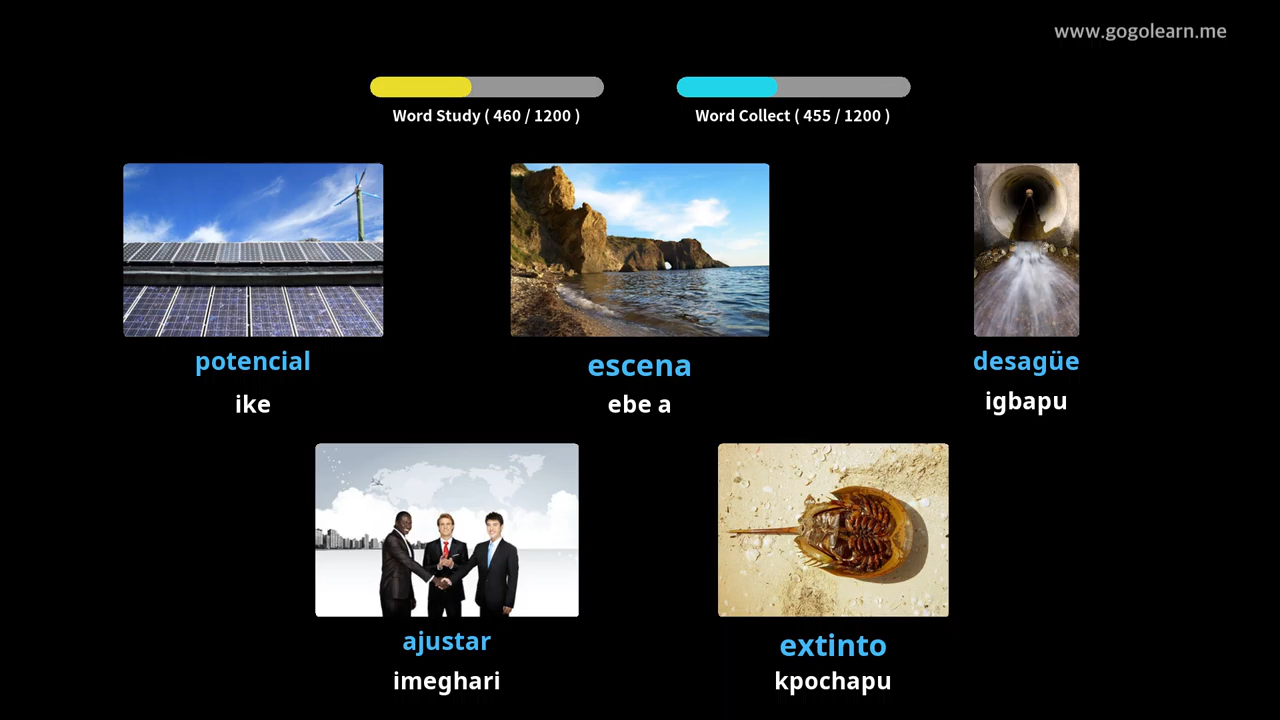 www.gogolearn.me
Word Study ( 460 / 1200 )
Word Collect ( 455 / 1200 )
potencial
ike
escena
ebe a
desagüe
igbapu
ajustar
imeghari
extinto
kpochapu